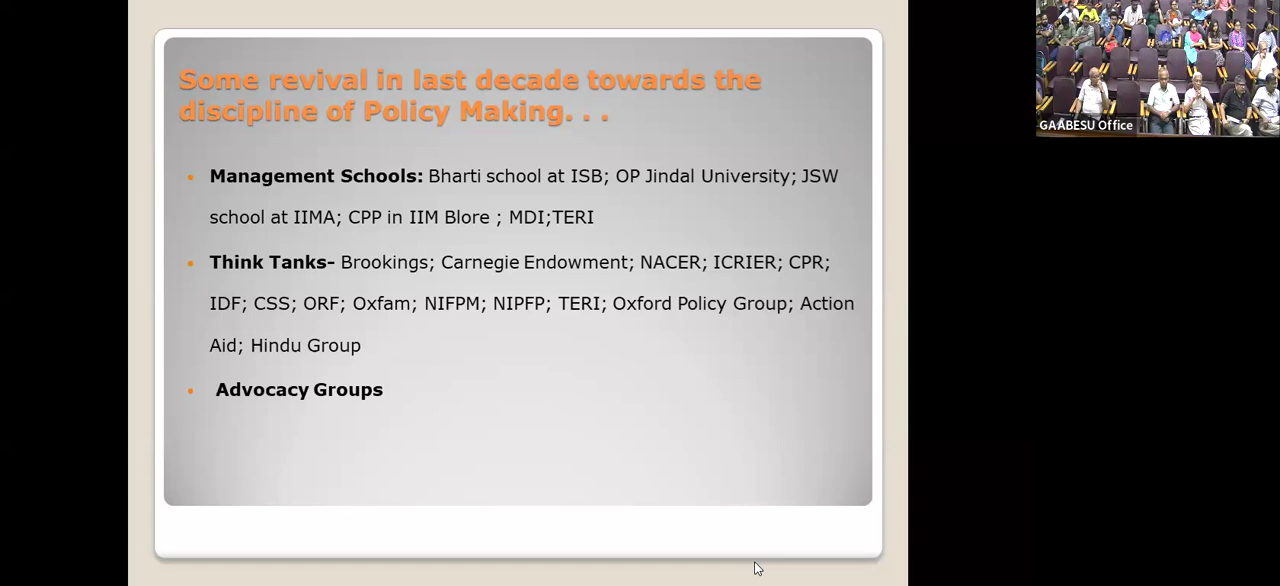 Some revival in last decade towards the
discipline of Policy Making. . .
Management Schools: Bharti school at ISB; OP Jindal University; JSW
school at IIMA; CPP in IIM Blore ; MDI;TERI
Think Tanks- Brookings; Carnegie Endowment; NACER; ICRIER; CPR;
IDF; CSS; ORF; Oxfam; NIFPM; NIPFP; TERI; Oxford Policy Group; Action
Aid; Hindu Group
Advocacy Groups
GAABESU Office